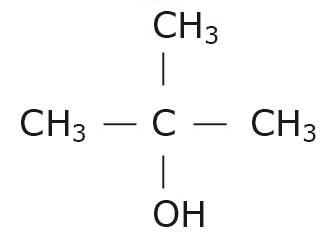 CH₃
CH₃ — C — CH₃
OH